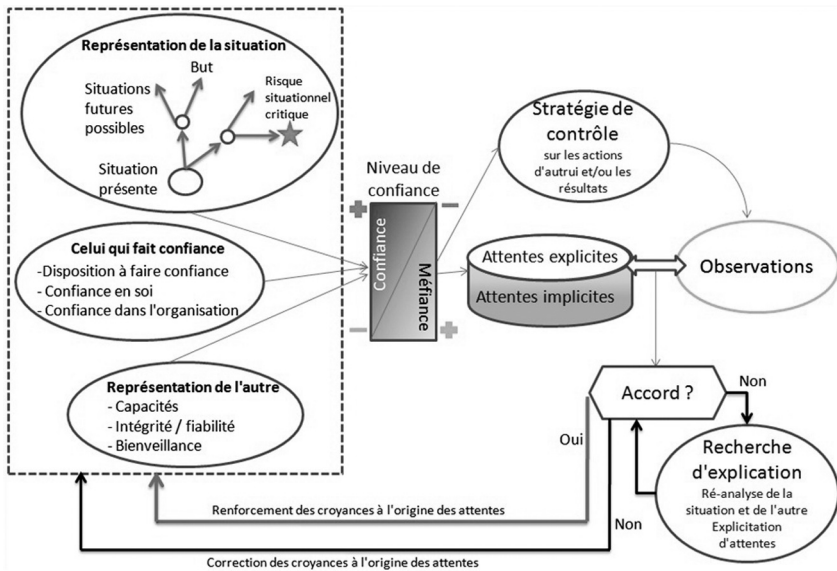 Représentation de la situation
But
Situations
futures
possibles
Risque
situationnel
critique
Situation
présente
Celui qui fait confiance
-Disposition à faire confiance
- Confiance en soi
- Confiance dans l'organisation
Représentation de l'autre
- Capacités
- Intégrité / fiabilité
- Bienveillance
Niveau de
confiance
Confiance
Méfiance
Stratégie de
contrôle
sur les actions
d'autrui et/ou les
résultats
Attentes explicites
Attentes implicites
Observations
Accord ?
Non
Oui
Non
Recherche
d'explication
Ré-analyse de la
situation et de l'autre
Explicitation
d'attentes
Renforcement des croyances à l'origine des attentes
Correction des croyances à l'origine des attentes